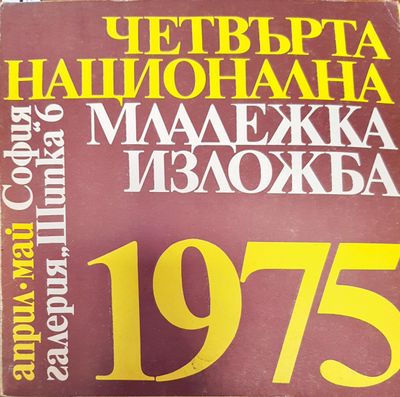 ЧЕТВЪРТА
НАЦИОНАЛНА
МЛАДЕЖКА
ИЗЛОЖБА
1975
април•май София
галерия „Шипка“ 6